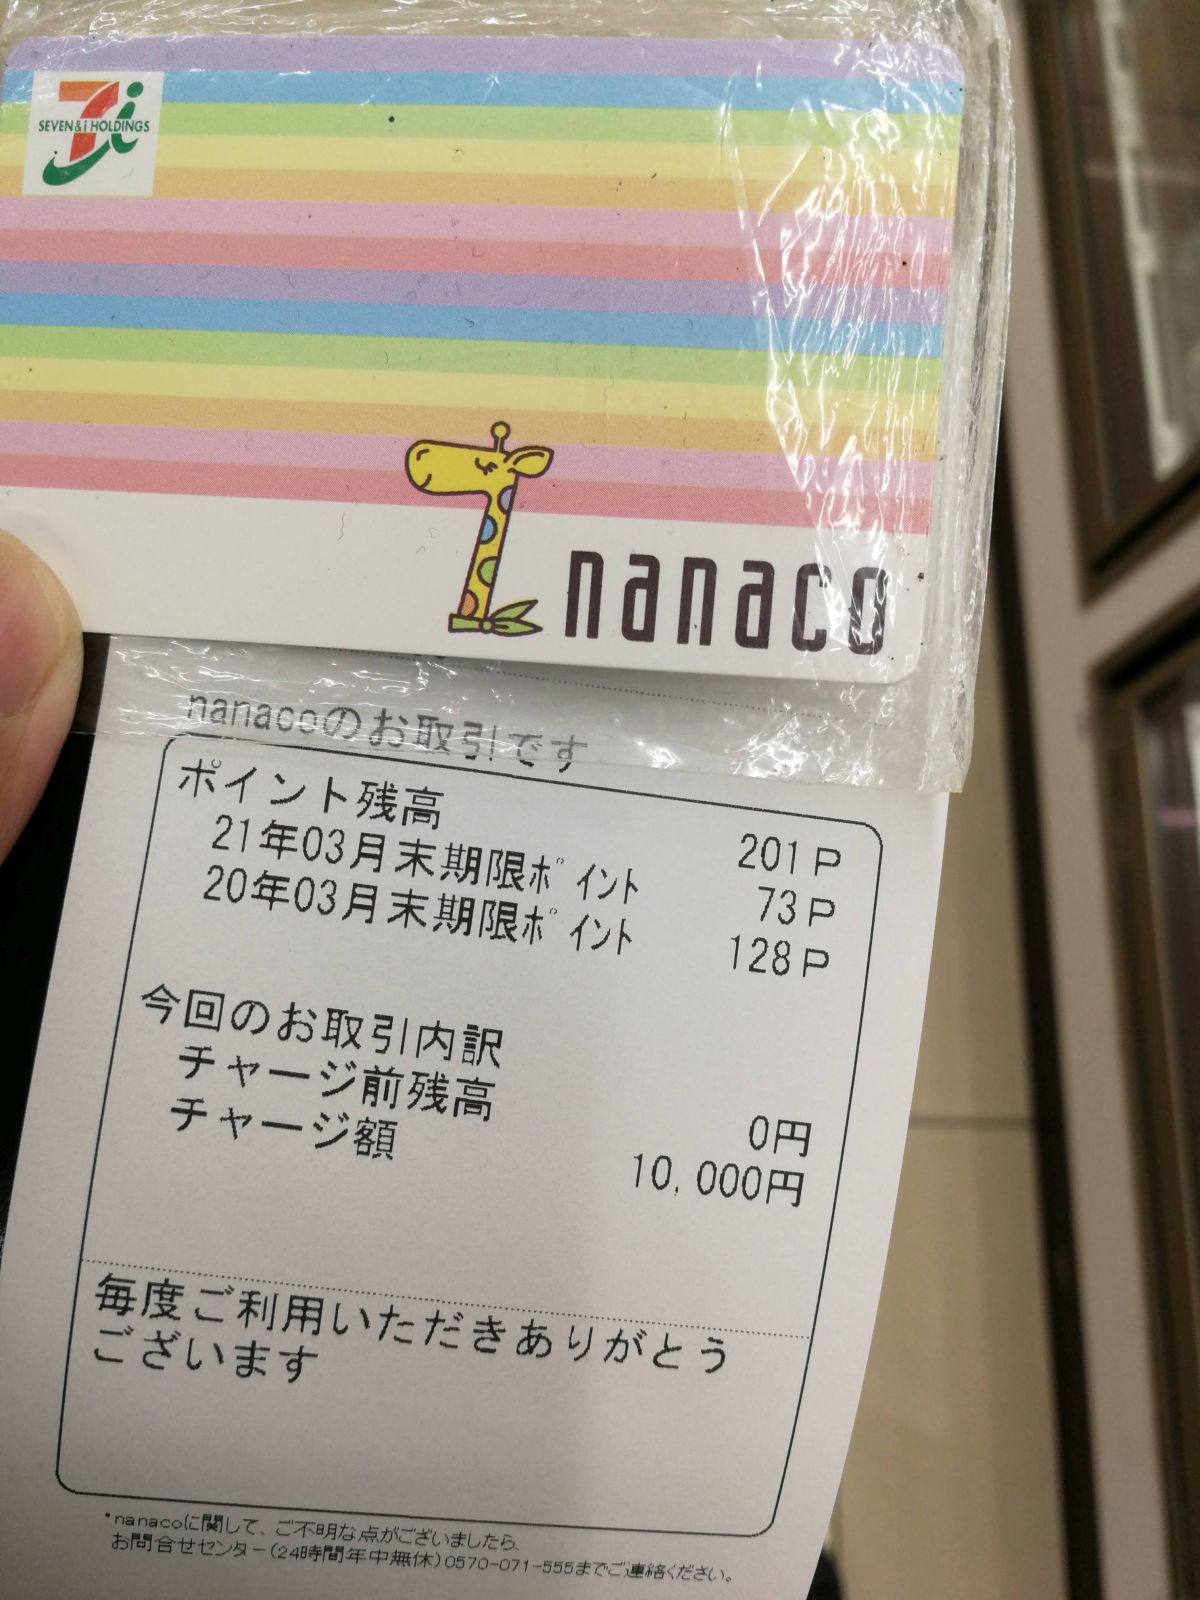 SEVEN&i HOLDINGS
nanaco
nanacoのお取引です
ポイント残高 201P
21年03月末期限ポイント 73P
20年03月末期限ポイント 128P
今回のお取引内訳
チャージ前残高 0円
チャージ額 10,000円
毎度ご利用いただきありがとう
ございます
*nanacoに関して、ご不明な点がございましたら、
お問合せセンター(24時間年中無休)0570-071-555までご連絡ください。